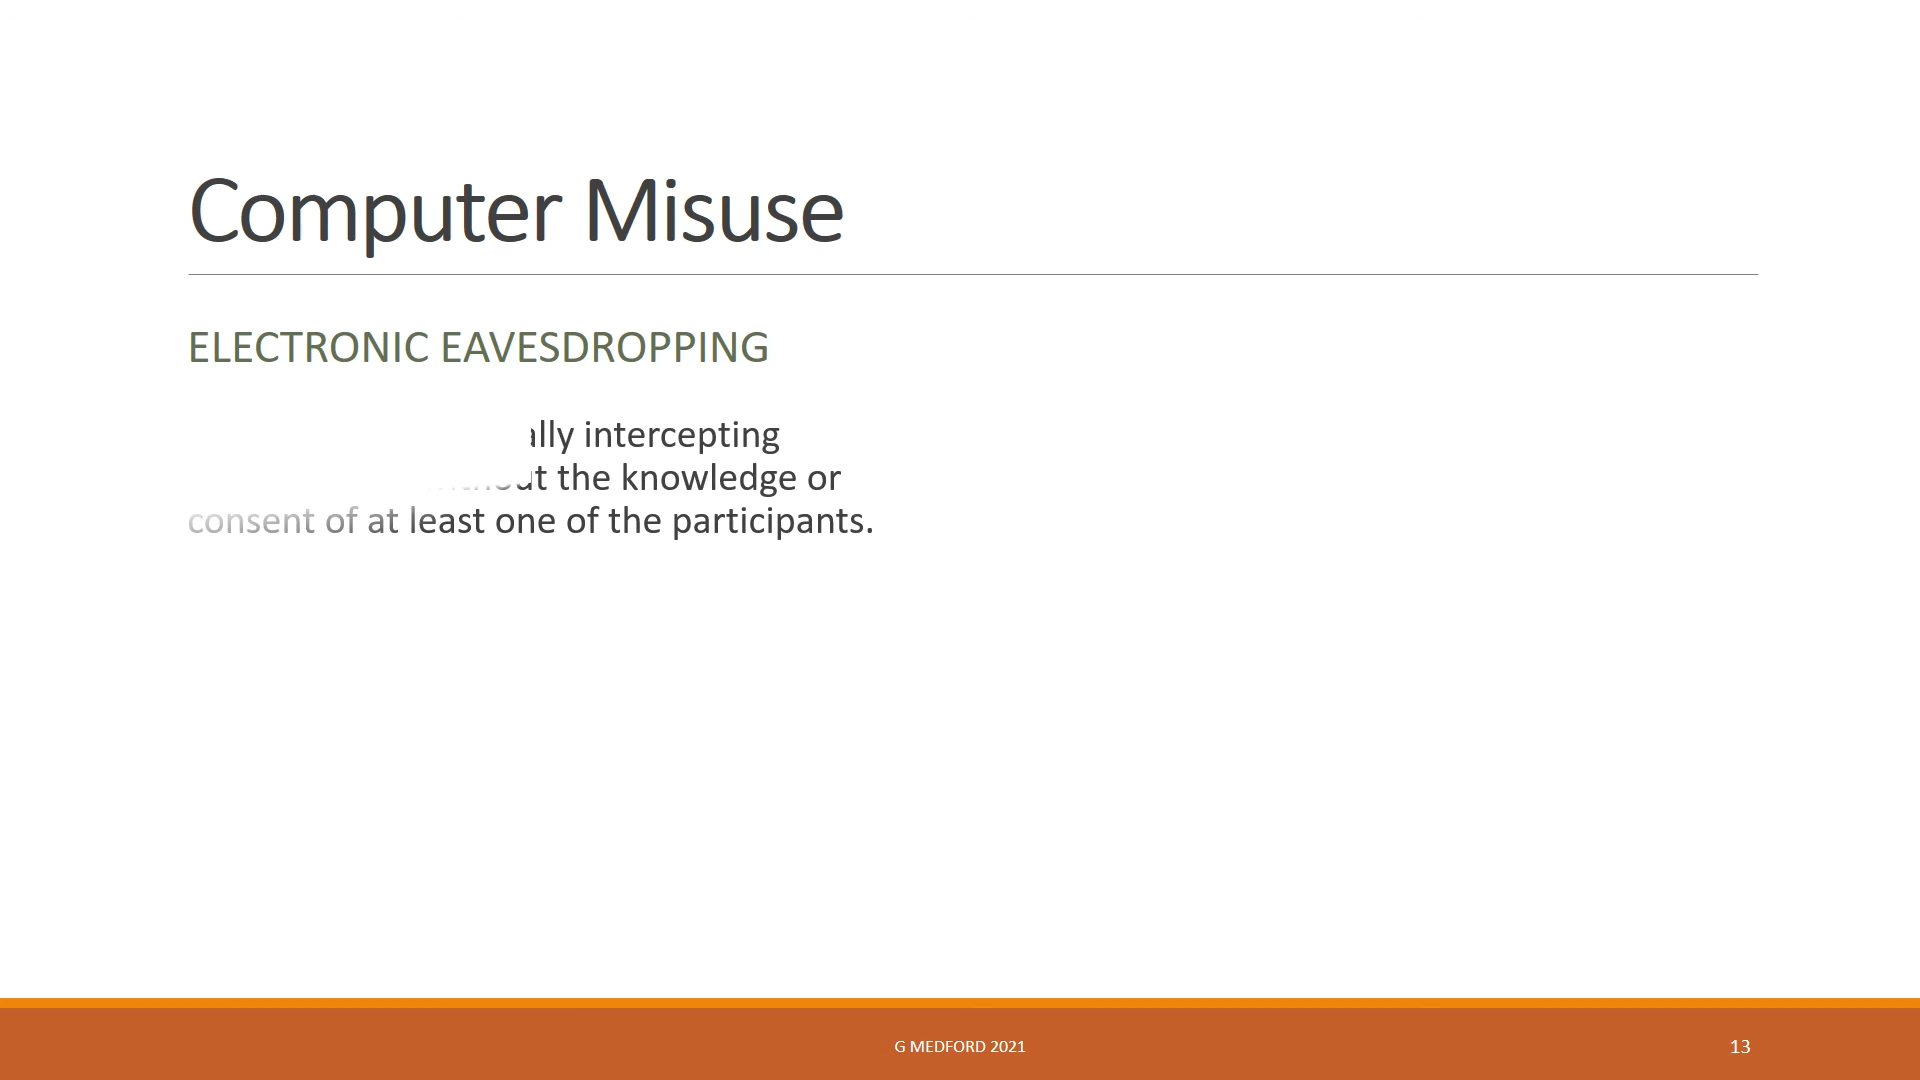 Computer Misuse
ELECTRONIC EAVESDROPPING
intercepting
the knowledge or
consent of at least one of the participants.
G MEDFORD 2021
13